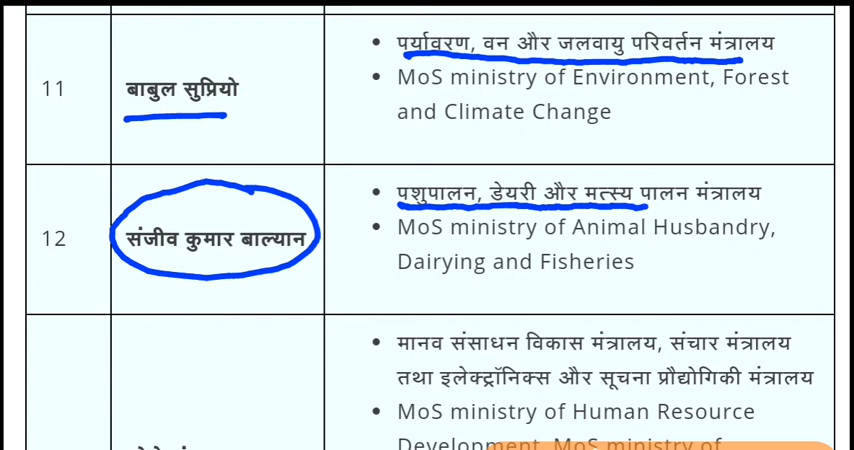 11
बाबुल सुप्रियो
पर्यावरण, वन और जलवायु परिवर्तन मंत्रालय
MoS ministry of Environment, Forest
and Climate Change
12
संजीव कुमार बाल्यान
पशुपालन, डेयरी और मत्स्य पालन मंत्रालय
MoS ministry of Animal Husbandry,
Dairying and Fisheries
मानव संसाधन विकास मंत्रालय, संचार मंत्रालय
तथा इलेक्ट्रॉनिक्स और सूचना प्रौद्योगिकी मंत्रालय
MoS ministry of Human Resource
Development, MoS ministry of